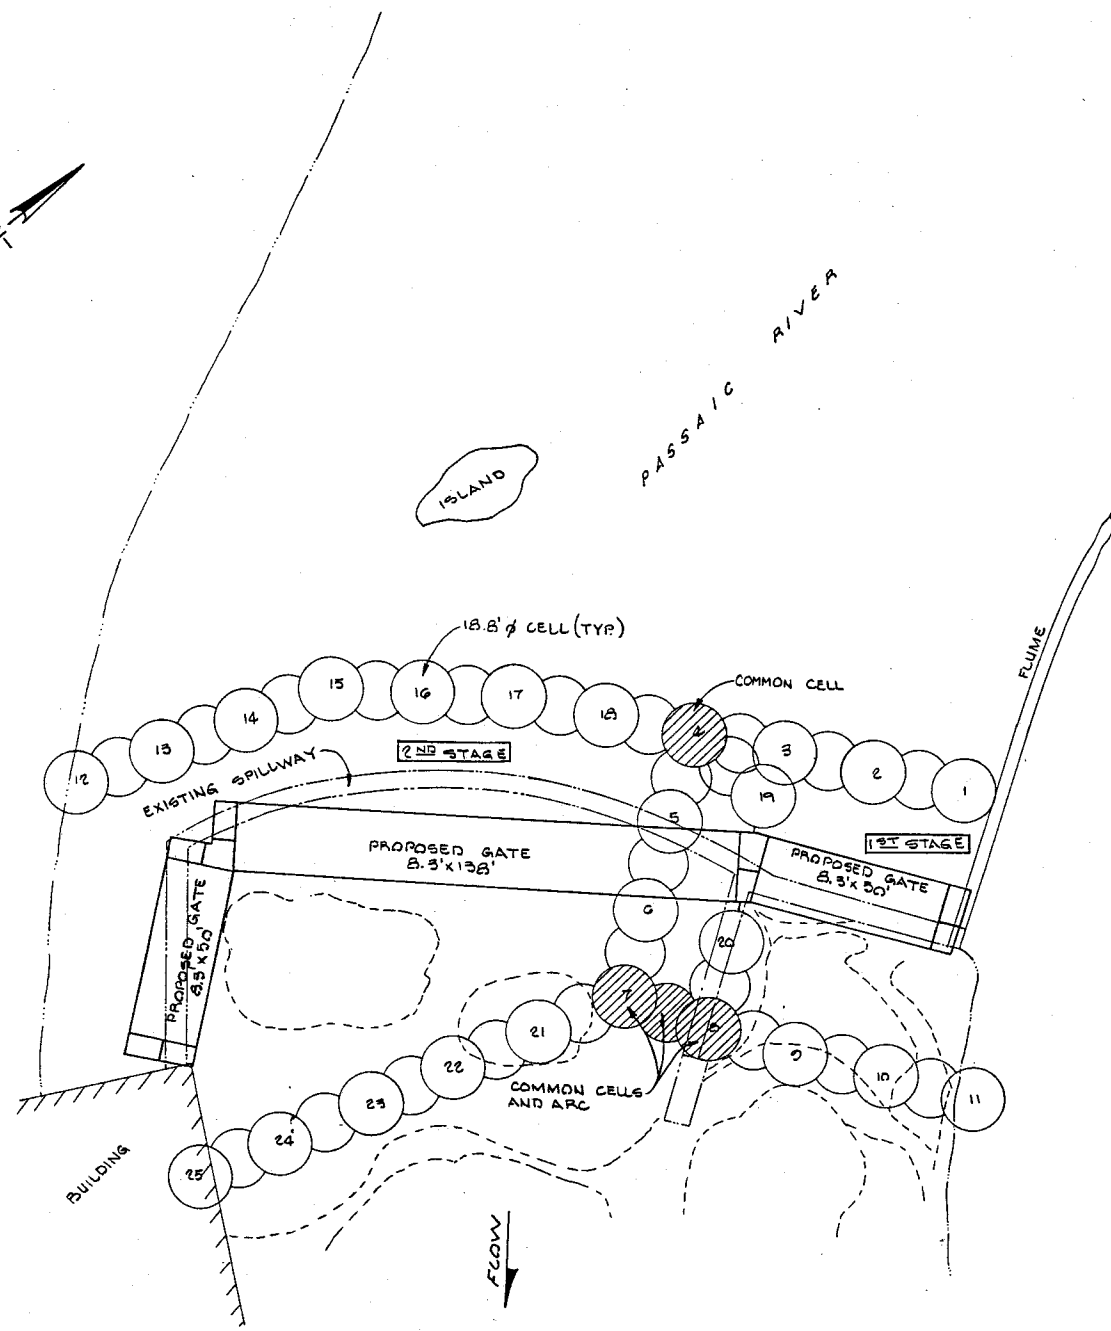 PASSAIC RIVER
ISLAND
FLUME
18.8' ø CELL (TYP.)
COMMON CELL
15
16
17
18
14
13
12
4
3
2
1
19
5
2ND STAGE
1ST STAGE
EXISTING SPILLWAY
PROPOSED GATE
8.3' x 138'
PROPOSED GATE
8.3' x 50'
PROPOSED GATE
8.3' x 50'
6
20
7
8
21
22
23
24
25
9
10
11
COMMON CELLS
AND ARC
BUILDING
FLOW